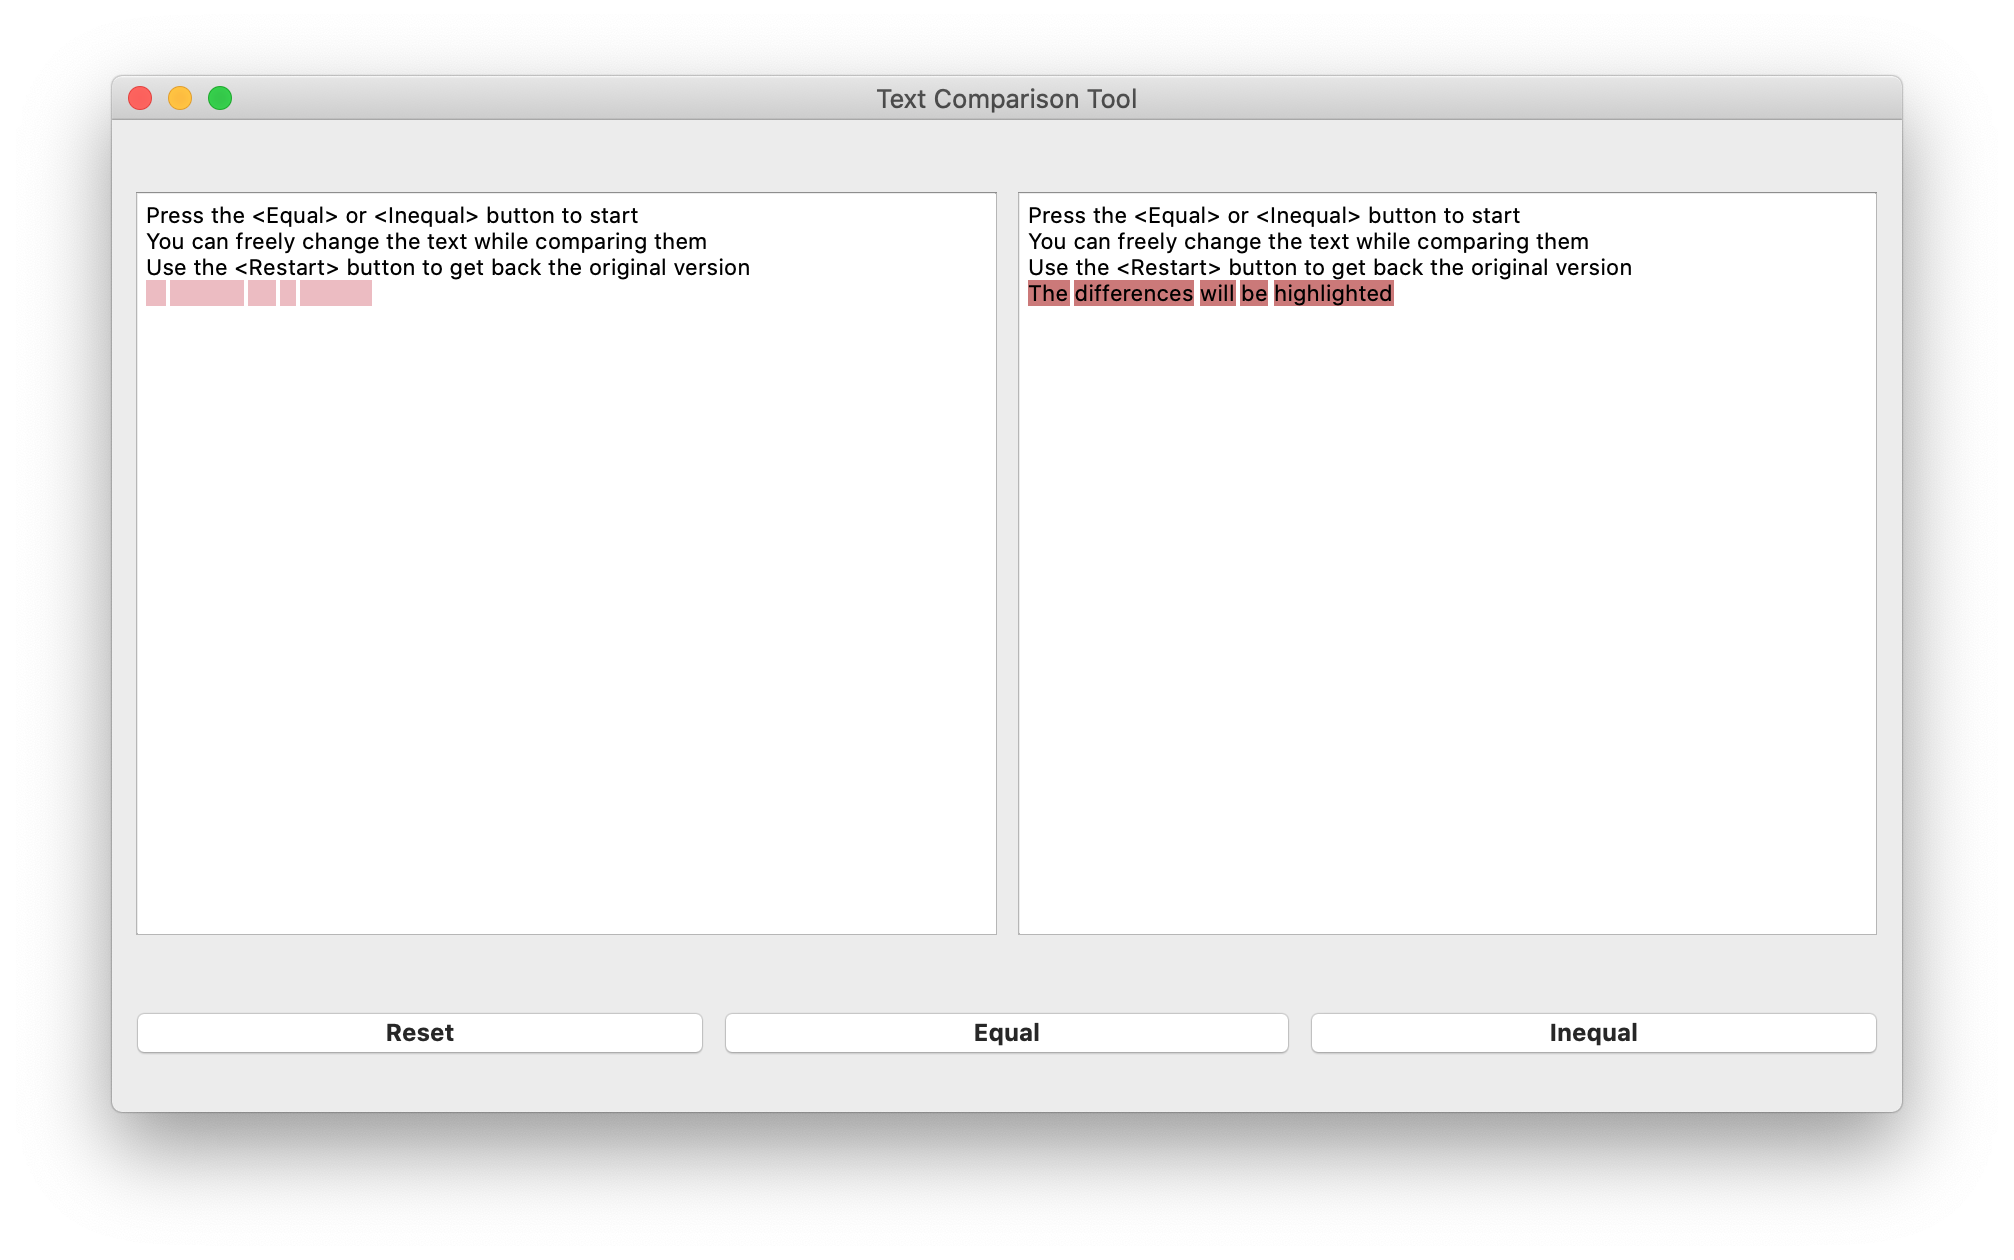 Text Comparison Tool
Press the <Equal> or <Inequal> button to start
You can freely change the text while comparing them
Use the <Restart> button to get back the original version
Press the <Equal> or <Inequal> button to start
You can freely change the text while comparing them
Use the <Restart> button to get back the original version
The differences will be highlighted
Reset
Equal
Inequal